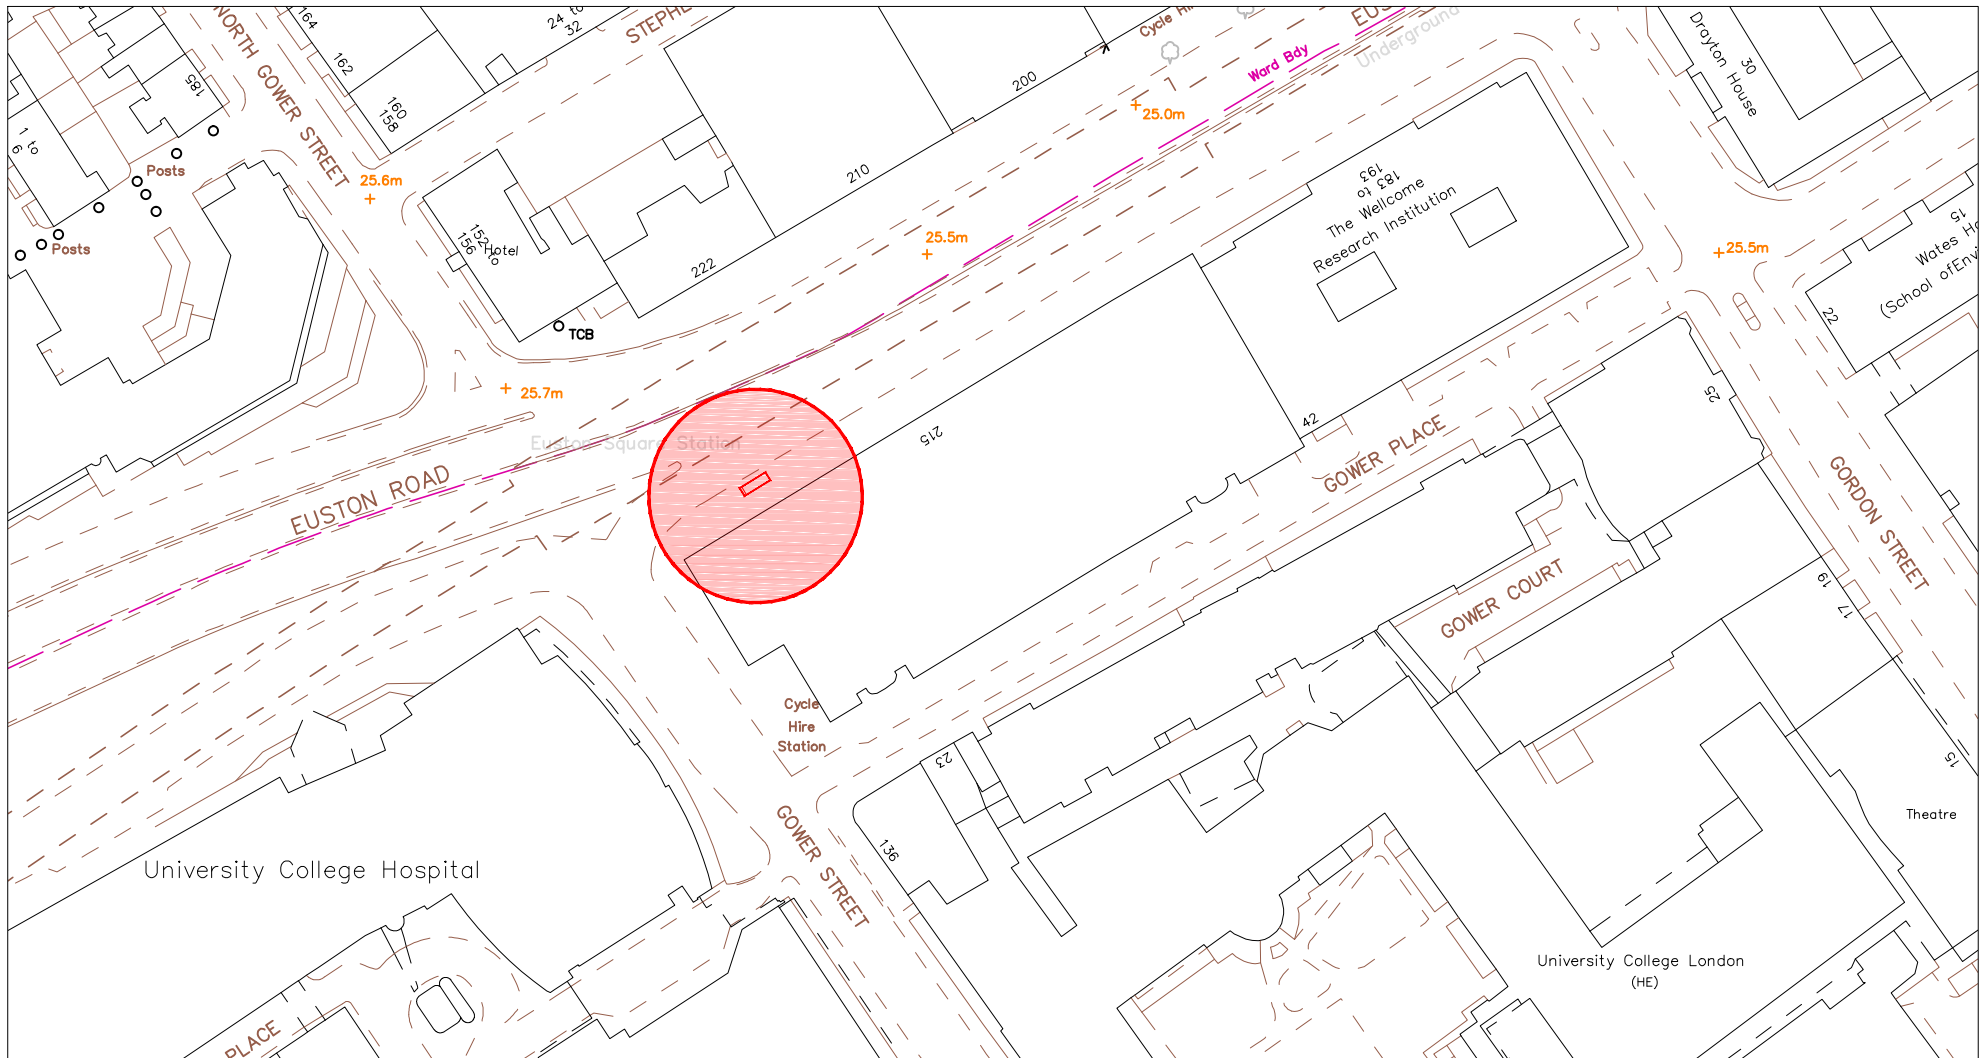 NORTH GOWER STREET
164
162
160
158
24 to
32
STEPHE
Cycle Hi
EUS
Underground
Ward Bdy
Drayton House
30
185
1 to
6
Posts
Posts
25.6m
25.0m
25.5m
25.5m
25.7m
200
210
222
152 to
156
Hotel
TCB
193
183 to
The Wellcome
Research Institution
15
Wates Ho
(School ofEnvi
22
25
42
215
Euston Square Station
EUSTON ROAD
GOWER PLACE
GORDON STREET
GOWER COURT
19
17
15
Cycle
Hire
Station
23
136
GOWER STREET
University College Hospital
Theatre
University College London
(HE)
PLACE